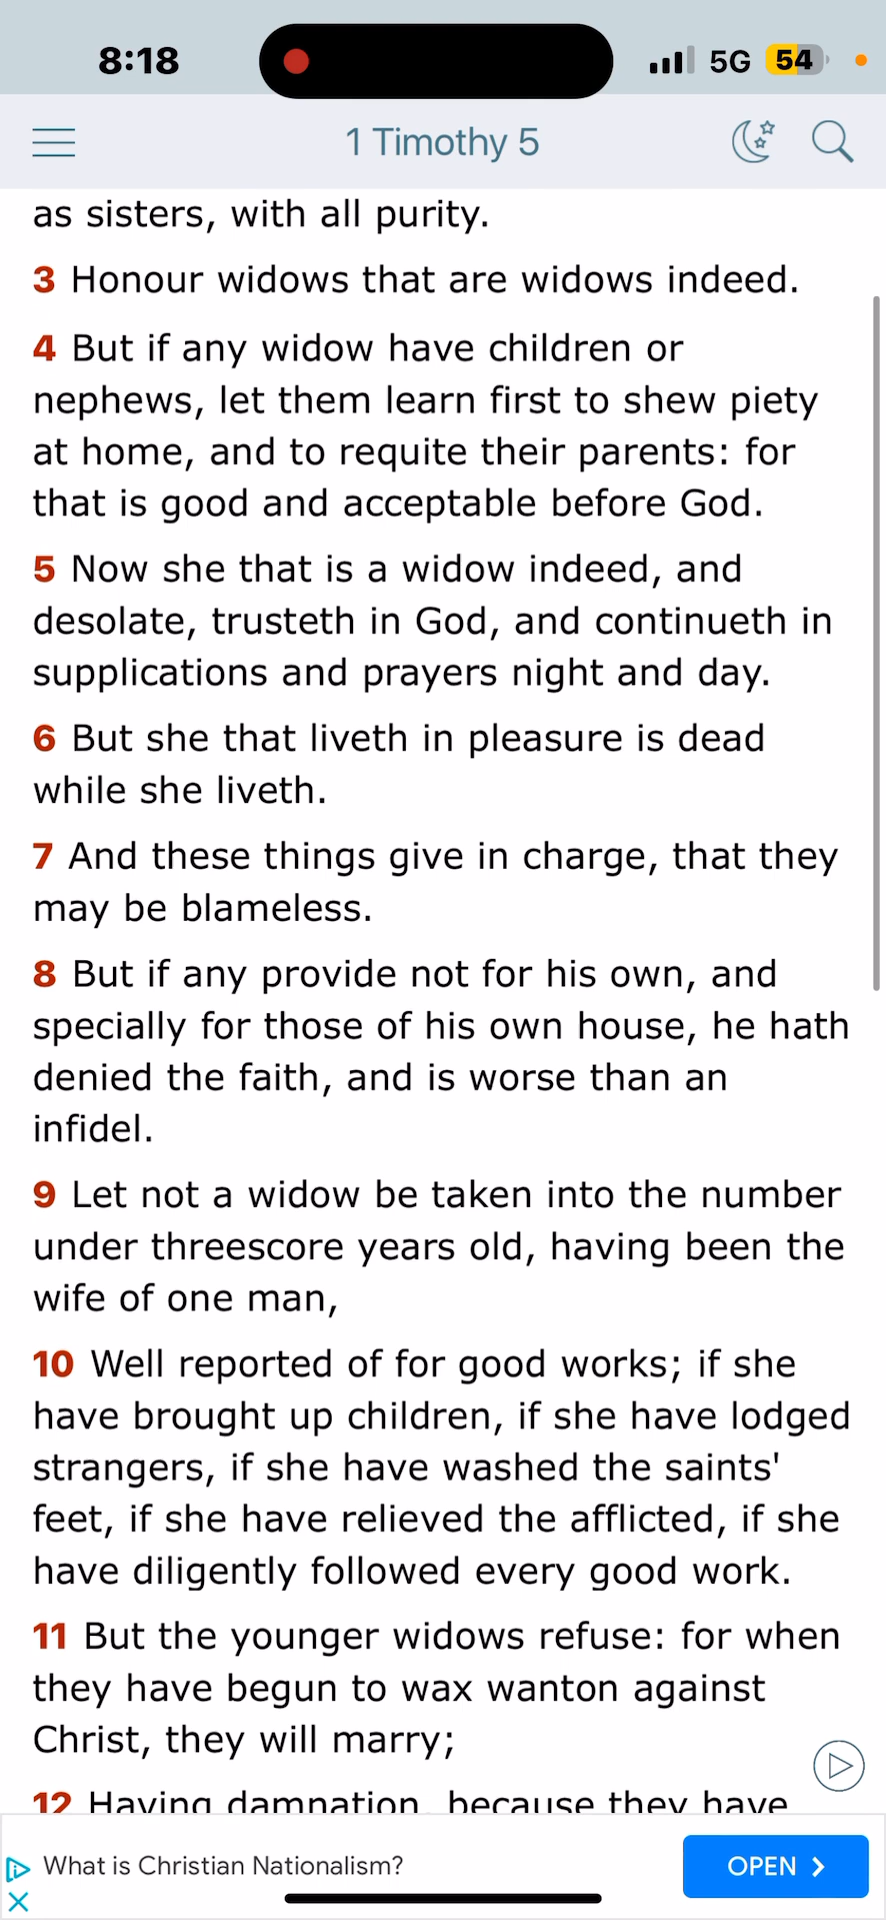 8:18
5G
54
1 Timothy 5
as sisters, with all purity.
3 Honour widows that are widows indeed.
4 But if any widow have children or
nephews, let them learn first to shew piety
at home, and to requite their parents: for
that is good and acceptable before God.
5 Now she that is a widow indeed, and
desolate, trusteth in God, and continueth in
supplications and prayers night and day.
6 But she that liveth in pleasure is dead
while she liveth.
7 And these things give in charge, that they
may be blameless.
8 But if any provide not for his own, and
specially for those of his own house, he hath
denied the faith, and is worse than an
infidel.
9 Let not a widow be taken into the number
under threescore years old, having been the
wife of one man,
10 Well reported of for good works; if she
have brought up children, if she have lodged
strangers, if she have washed the saints'
feet, if she have relieved the afflicted, if she
have diligently followed every good work.
11 But the younger widows refuse: for when
they have begun to wax wanton against
Christ, they will marry;
12 Having damnation, because they have
What is Christian Nationalism?
OPEN